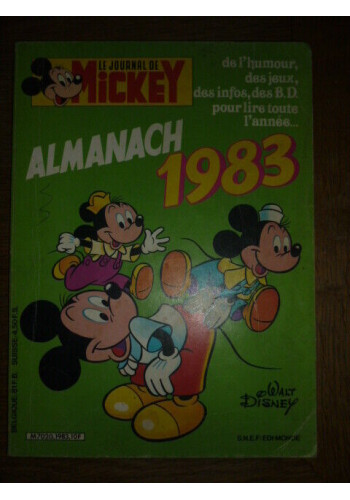 LE JOURNAL DE
MICKEY
de l'humour,
des jeux,
des infos, des B.D.
pour lire toute
l'année...
ALMANACH
1983
WALT
DISNEY